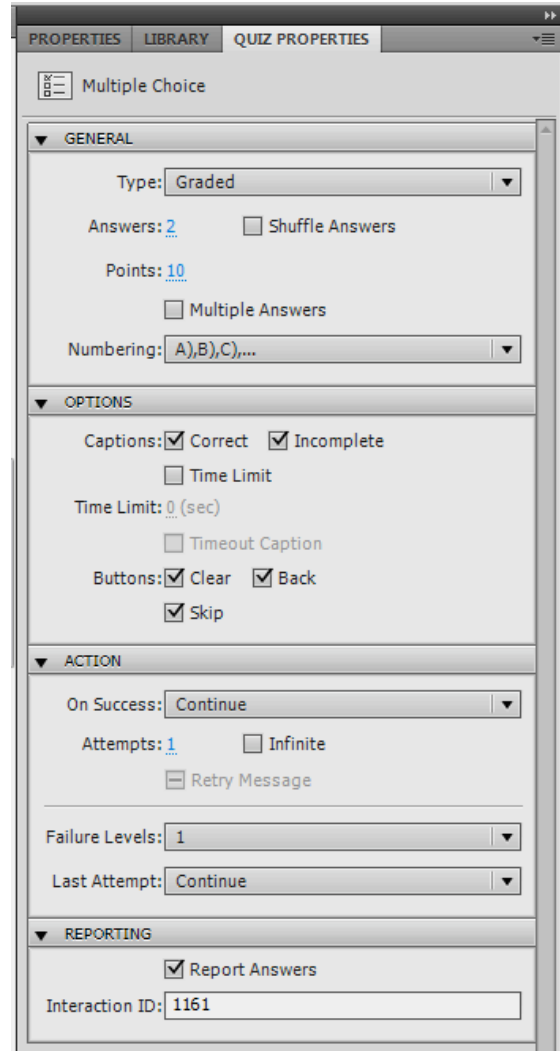 PROPERTIES LIBRARY QUIZ PROPERTIES
Multiple Choice
GENERAL
Type: Graded
Answers: 2 Shuffle Answers
Points: 10
Multiple Answers
Numbering: A),B),C),...
OPTIONS
Captions: Correct Incomplete
Time Limit
Time Limit: 0 (sec)
Timeout Caption
Buttons: Clear Back
Skip
ACTION
On Success: Continue
Attempts: 1 Infinite
Retry Message
Failure Levels: 1
Last Attempt: Continue
REPORTING
Report Answers
Interaction ID: 1161